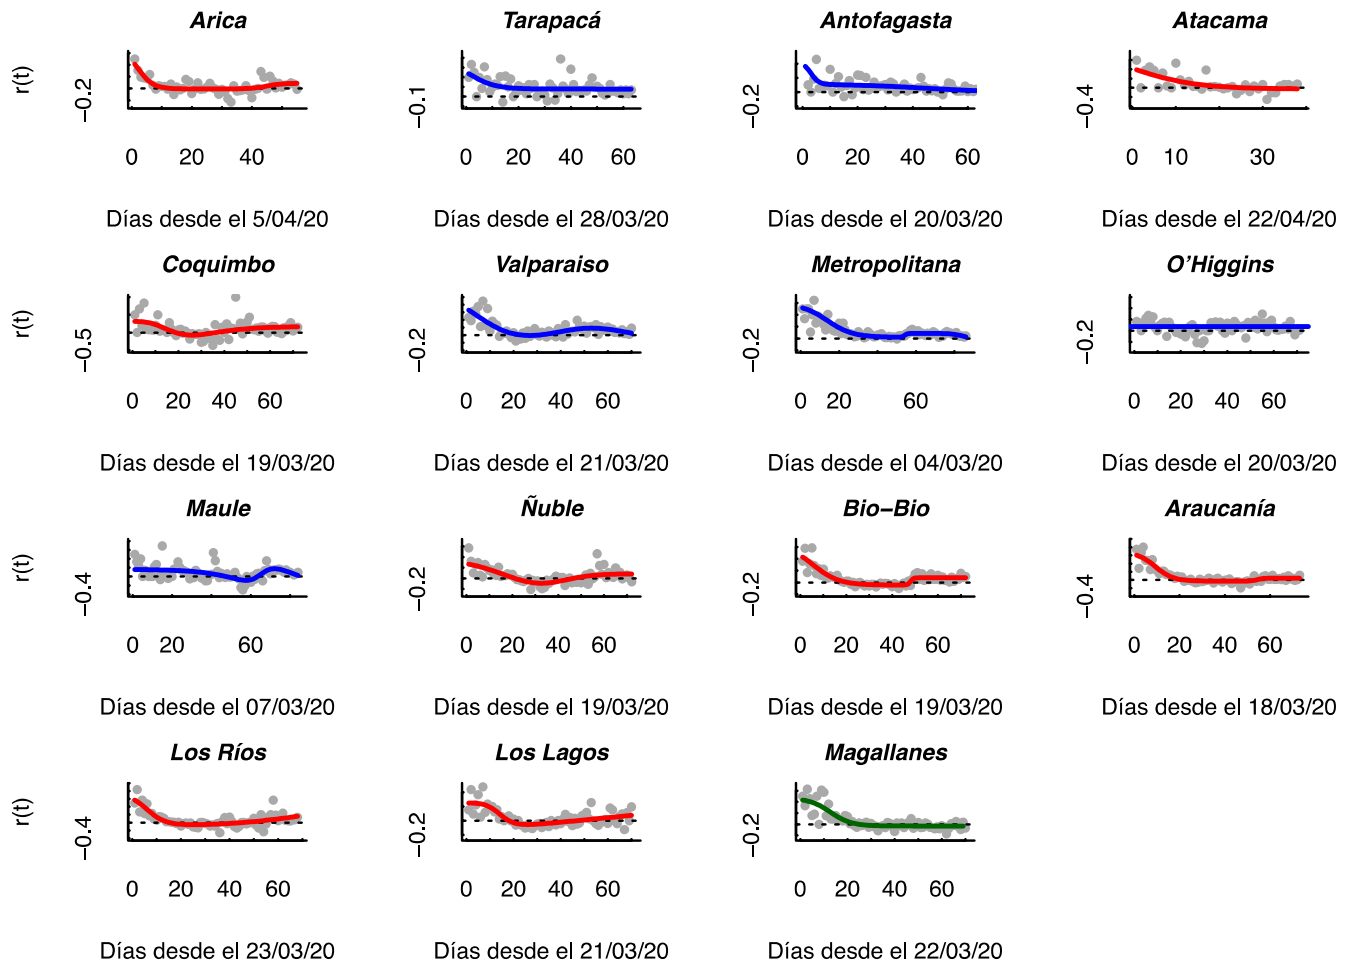 Arica Tarapacá Antofagasta Atacama
r(t) −0.2 −0.1 −0.2 −0.4
0 20 40 0 20 40 60 0 20 40 60 0 10 30
Días desde el 5/04/20 Días desde el 28/03/20 Días desde el 20/03/20 Días desde el 22/04/20
Coquimbo Valparaiso Metropolitana O'Higgins
r(t) −0.5 −0.2 −0.2 −0.2
0 20 40 60 0 20 40 60 0 20 60 0 20 40 60
Días desde el 19/03/20 Días desde el 21/03/20 Días desde el 04/03/20 Días desde el 20/03/20
Maule Ñuble Bio−Bio Araucanía
r(t) −0.4 −0.2 −0.2 −0.4
0 20 60 0 20 40 60 0 20 40 60 0 20 40 60
Días desde el 07/03/20 Días desde el 19/03/20 Días desde el 19/03/20 Días desde el 18/03/20
Los Ríos Los Lagos Magallanes
r(t) −0.4 −0.2 −0.2
0 20 40 60 0 20 40 60 0 20 40 60
Días desde el 23/03/20 Días desde el 21/03/20 Días desde el 22/03/20